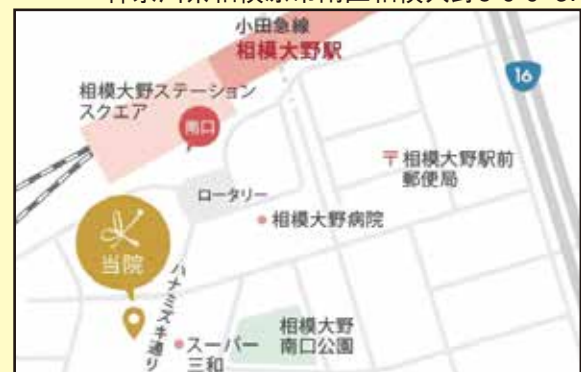 小田急線
相模大野駅
16
相模大野ステーション
スクエア
南口
〒相模大野駅前
郵便局
ロータリー
相模大野病院
当院
ハナミズキ通り
相模大野
南口公園
スーパー
三和